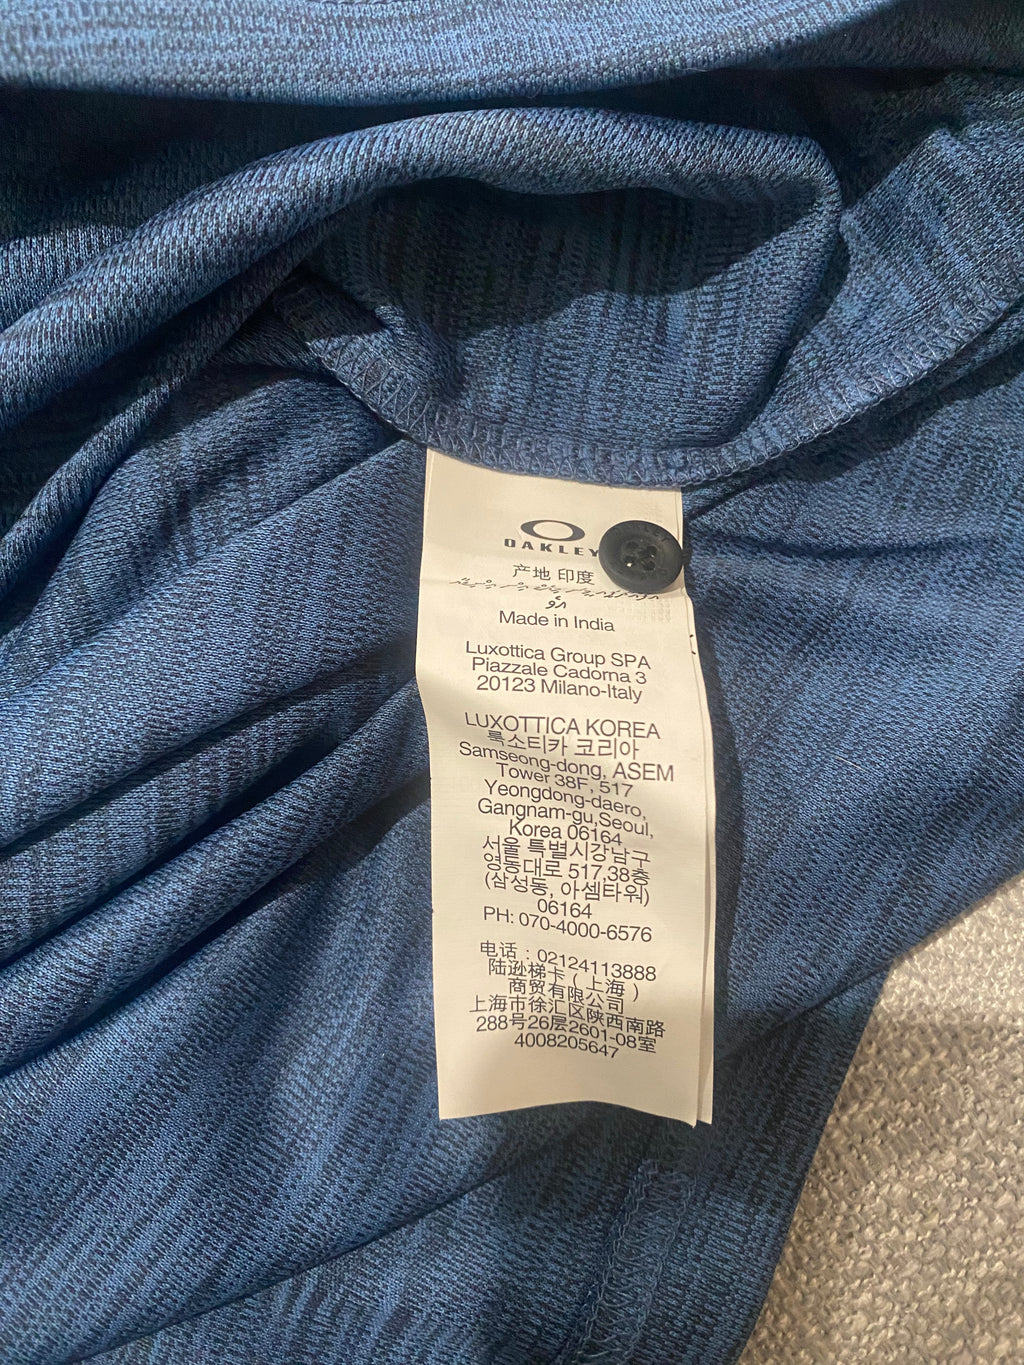 OAKLEY
产地 印度
Made in India
Luxottica Group SPA
Piazzale Cadorna 3
20123 Milano-Italy
LUXOTTICA KOREA
룩소티카 코리아
Samseong-dong, ASEM
Tower 38F, 517
Yeongdong-daero,
Gangnam-gu,Seoul,
Korea 06164
서울 특별시강남구
영동대로 517,38층
(삼성동, 아셈타워)
06164
PH: 070-4000-6576
电话 : 02124113888
陆逊梯卡 ( 上海 )
商贸有限公司
上海市徐汇区陕西南路
288号26层2601-08室
4008205647